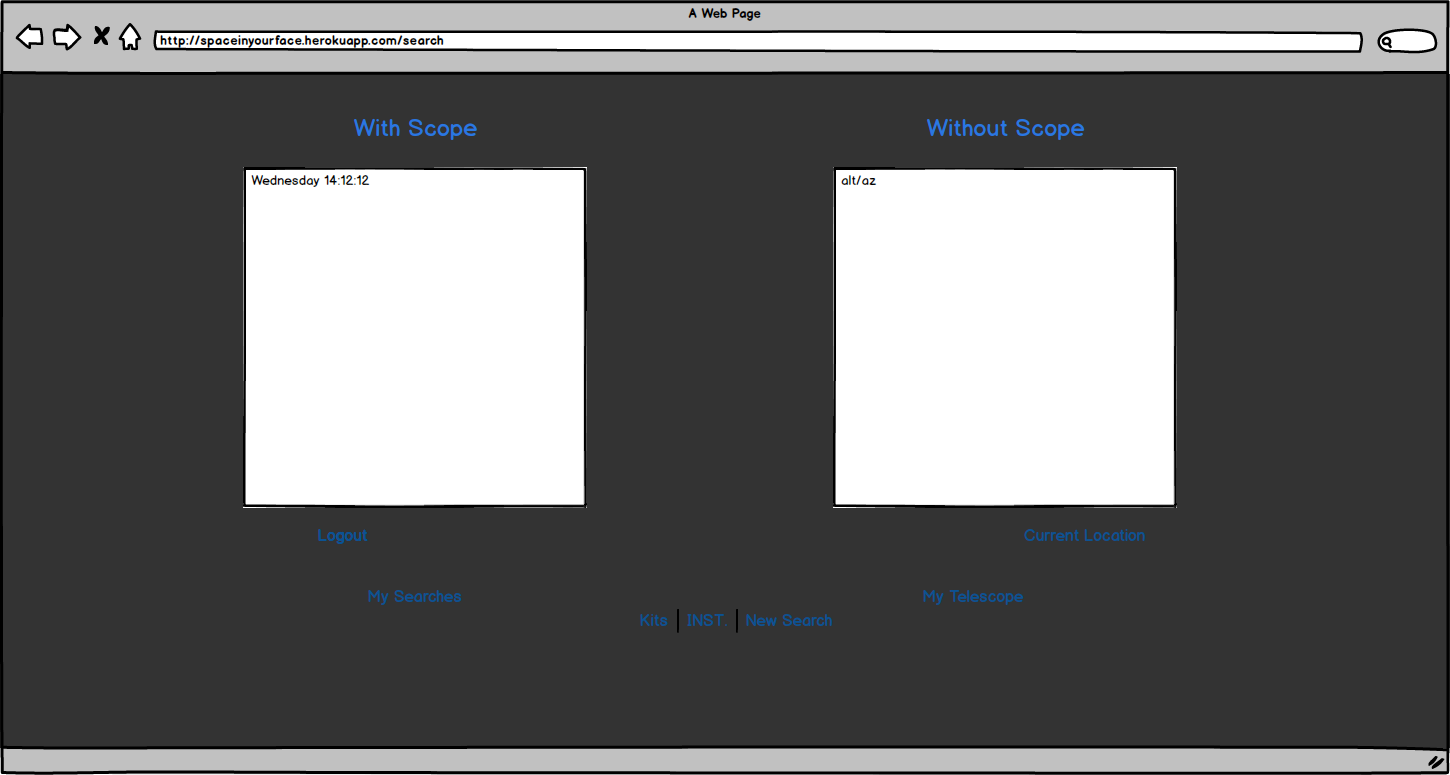 A Web Page
http://spaceinyourface.herokuapp.com/search
With Scope
Without Scope
Wednesday 14:12:12
alt/az
Logout
Current Location
My Searches
My Telescope
Kits
INST.
New Search